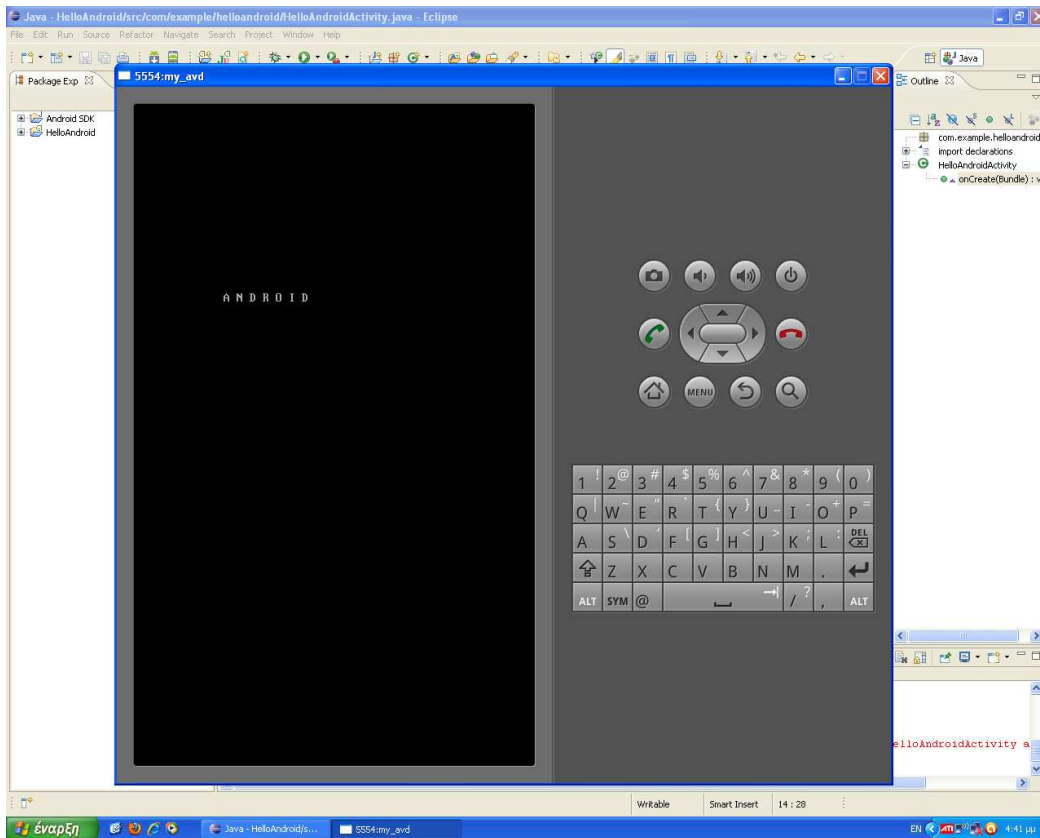 Java - HelloAndroid/src/com/example/helloandroid/HelloAndroidActivity.java - Eclipse
File Edit Run Source Refactor Navigate Search Project Window Help
Java
Package Exp
5554:my_avd
Outline
Android SDK
HelloAndroid
com.example.helloandroid
import declarations
HelloAndroidActivity
onCreate(Bundle) : v
A N D R O I D
MENU
1 ! 2 @ 3 # 4 $ 5 % 6 ^ 7 & 8 * 9 ( 0 )
Q | W ~ E " R ` T { Y } U _ I - O + P =
A S \ D ' F [ G ] H < J > K ; L : DEL
Z X C V B N M .
ALT SYM @ / ? , ALT
elloAndroidActivity a
Writable Smart Insert 14 : 28
έναρξη Java - HelloAndroid/s... 5554:my_avd EN ATI 4:41 μμ